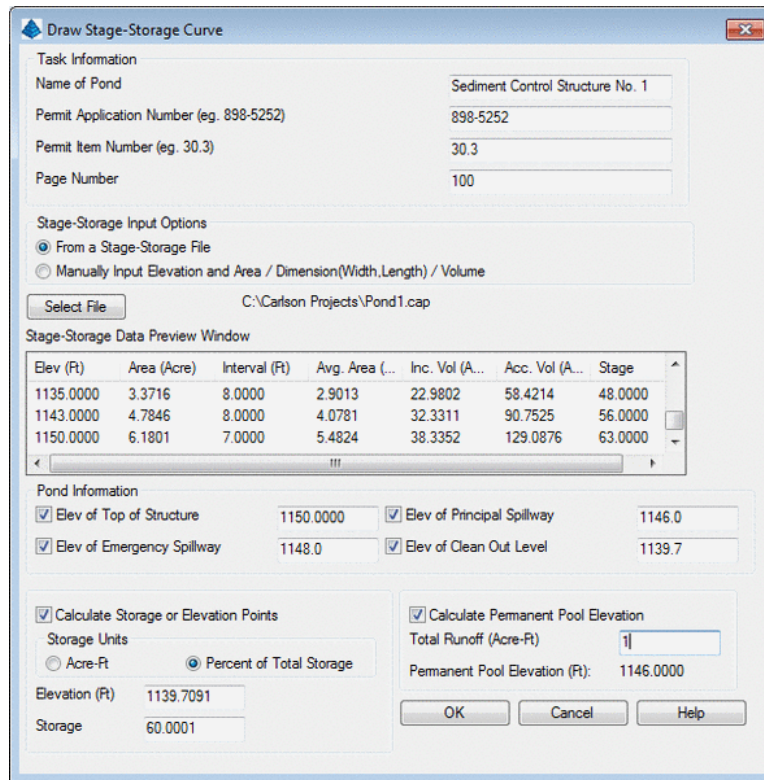 Draw Stage-Storage Curve
Task Information
Name of Pond Sediment Control Structure No. 1
Permit Application Number (eg. 898-5252) 898-5252
Permit Item Number (eg. 30.3) 30.3
Page Number 100
Stage-Storage Input Options
From a Stage-Storage File
Manually Input Elevation and Area / Dimension(Width,Length) / Volume
Select File C:\Carlson Projects\Pond1.cap
Stage-Storage Data Preview Window
Elev (Ft) Area (Acre) Interval (Ft) Avg. Area (... Inc. Vol (A... Acc. Vol (A... Stage
1135.0000 3.3716 8.0000 2.9013 22.9802 58.4214 48.0000
1143.0000 4.7846 8.0000 4.0781 32.3311 90.7525 56.0000
1150.0000 6.1801 7.0000 5.4824 38.3352 129.0876 63.0000
Pond Information
Elev of Top of Structure 1150.0000 Elev of Principal Spillway 1146.0
Elev of Emergency Spillway 1148.0 Elev of Clean Out Level 1139.7
Calculate Storage or Elevation Points
Storage Units
Acre-Ft Percent of Total Storage
Elevation (Ft) 1139.7091
Storage 60.0001
Calculate Permanent Pool Elevation
Total Runoff (Acre-Ft) 1
Permanent Pool Elevation (Ft): 1146.0000
OK Cancel Help